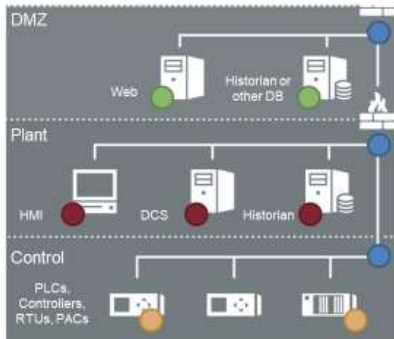 DMZ
Web
Historian or
other DB
Plant
HMI
DCS
Historian
Control
PLCs,
Controllers,
RTUs, PACs